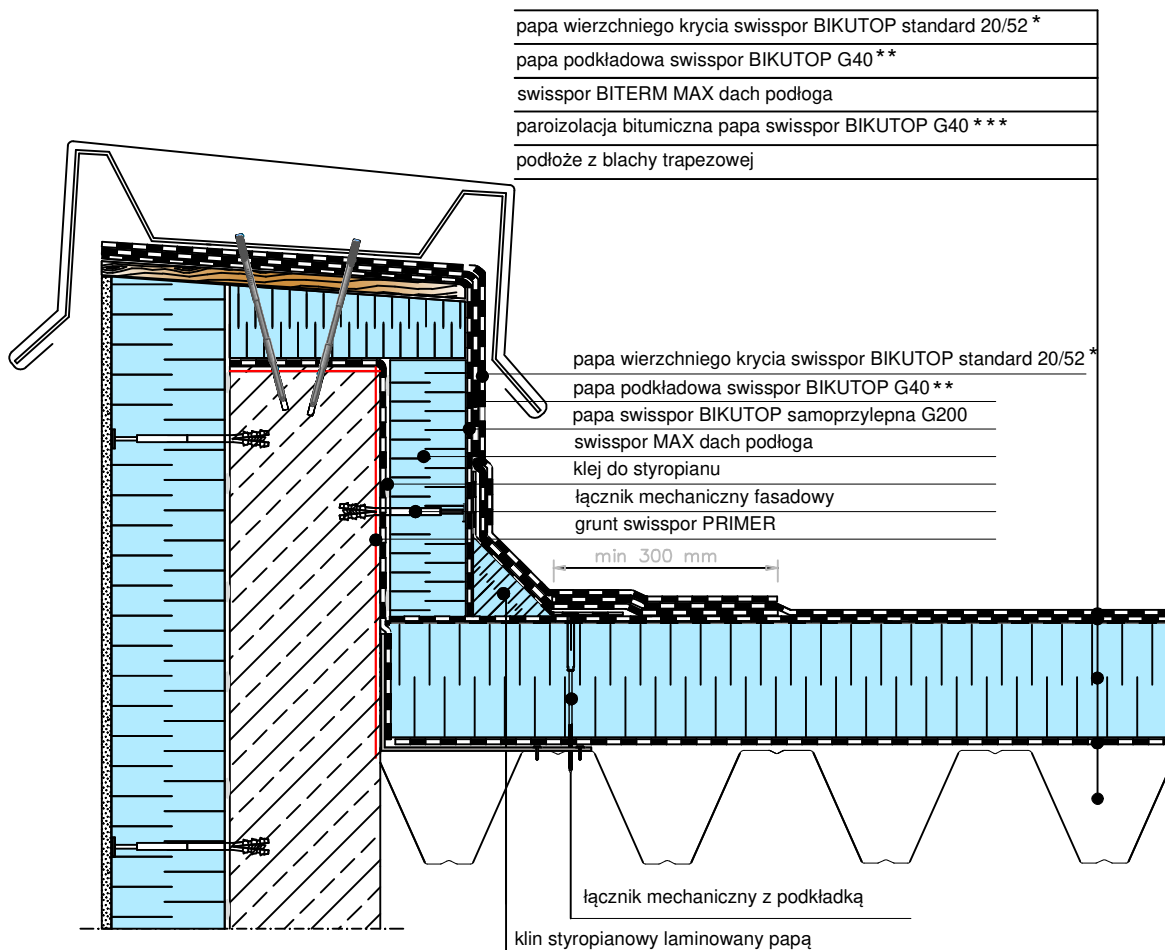 papa wierzchniego krycia swisspor BIKUTOP standard 20/52 *
papa podkładowa swisspor BIKUTOP G40 **
swisspor BITERM MAX dach podłoga
paroizolacja bitumiczna papa swisspor BIKUTOP G40 ***
podłoże z blachy trapezowej
papa wierzchniego krycia swisspor BIKUTOP standard 20/52 *
papa podkładowa swisspor BIKUTOP G40 **
papa swisspor BIKUTOP samoprzylepna G200
swisspor MAX dach podłoga
klej do styropianu
łącznik mechaniczny fasadowy
grunt swisspor PRIMER
min 300 mm
łącznik mechaniczny z podkładką
klin styropianowy laminowany papą